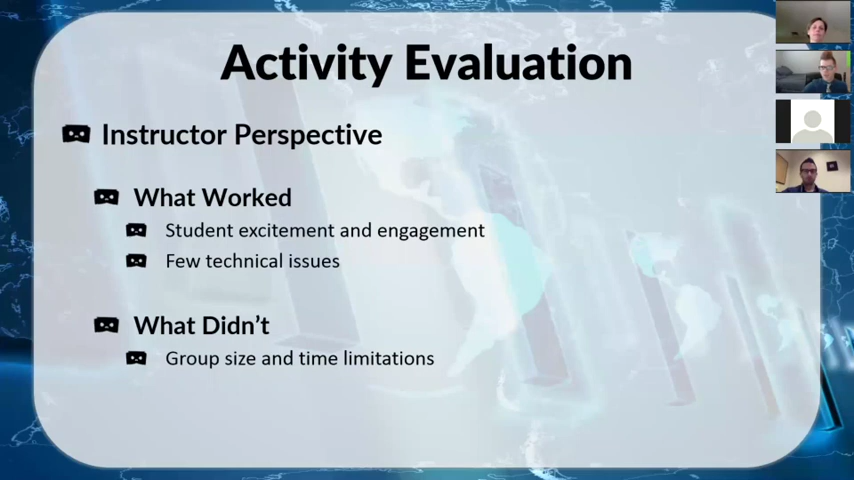 Activity Evaluation
Instructor Perspective
What Worked
Student excitement and engagement
Few technical issues
What Didn’t
Group size and time limitations